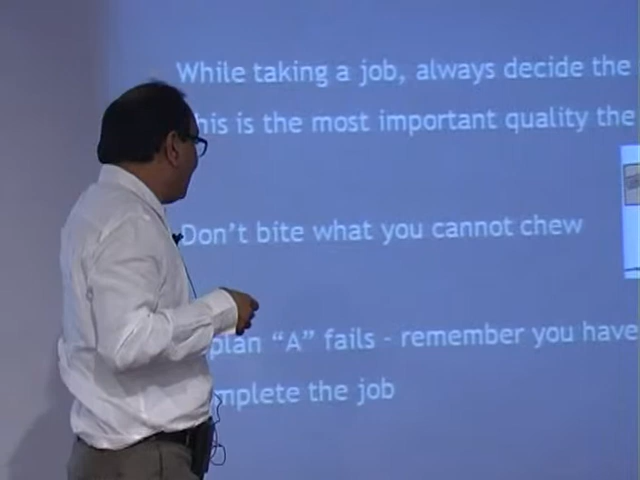 While taking a job, always decide the
his is the most important quality the
Don't bite what you cannot chew
plan “A” fails - remember you have
mplete the job